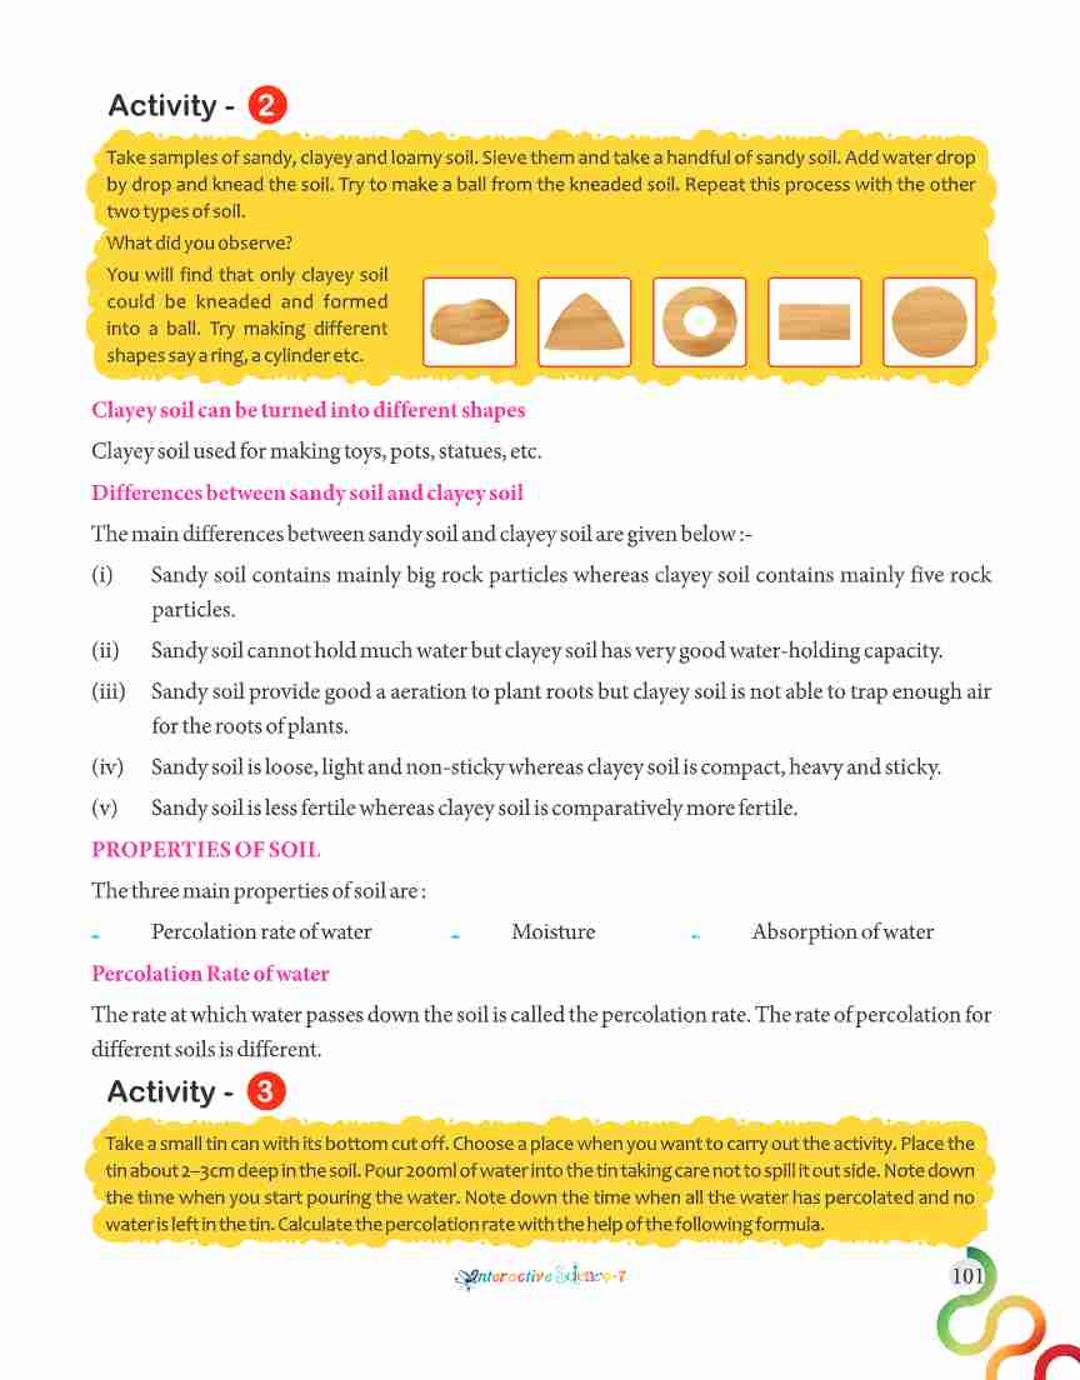 Activity - 2
Take samples of sandy, clayey and loamy soil. Sieve them and take a handful of sandy soil. Add water drop
by drop and knead the soil. Try to make a ball from the kneaded soil. Repeat this process with the other
two types of soil.
What did you observe?
You will find that only clayey soil
could be kneaded and formed
into a ball. Try making different
shapes say a ring, a cylinder etc.
Clayey soil can be turned into different shapes
Clayey soil used for making toys, pots, statues, etc.
Differences between sandy soil and clayey soil
The main differences between sandy soil and clayey soil are given below :-
(i) Sandy soil contains mainly big rock particles whereas clayey soil contains mainly five rock
particles.
(ii) Sandy soil cannot hold much water but clayey soil has very good water-holding capacity.
(iii) Sandy soil provide good a aeration to plant roots but clayey soil is not able to trap enough air
for the roots of plants.
(iv) Sandy soil is loose, light and non-sticky whereas clayey soil is compact, heavy and sticky.
(v) Sandy soil is less fertile whereas clayey soil is comparatively more fertile.
PROPERTIES OF SOIL
The three main properties of soil are :
- Percolation rate of water - Moisture - Absorption of water
Percolation Rate of water
The rate at which water passes down the soil is called the percolation rate. The rate of percolation for
different soils is different.
Activity - 3
Take a small tin can with its bottom cut off. Choose a place when you want to carry out the activity. Place the
tin about 2–3cm deep in the soil. Pour 200ml of water into the tin taking care not to spill it out side. Note down
the time when you start pouring the water. Note down the time when all the water has percolated and no
water is left in the tin. Calculate the percolation rate with the help of the following formula.
Interactive Science-7
101